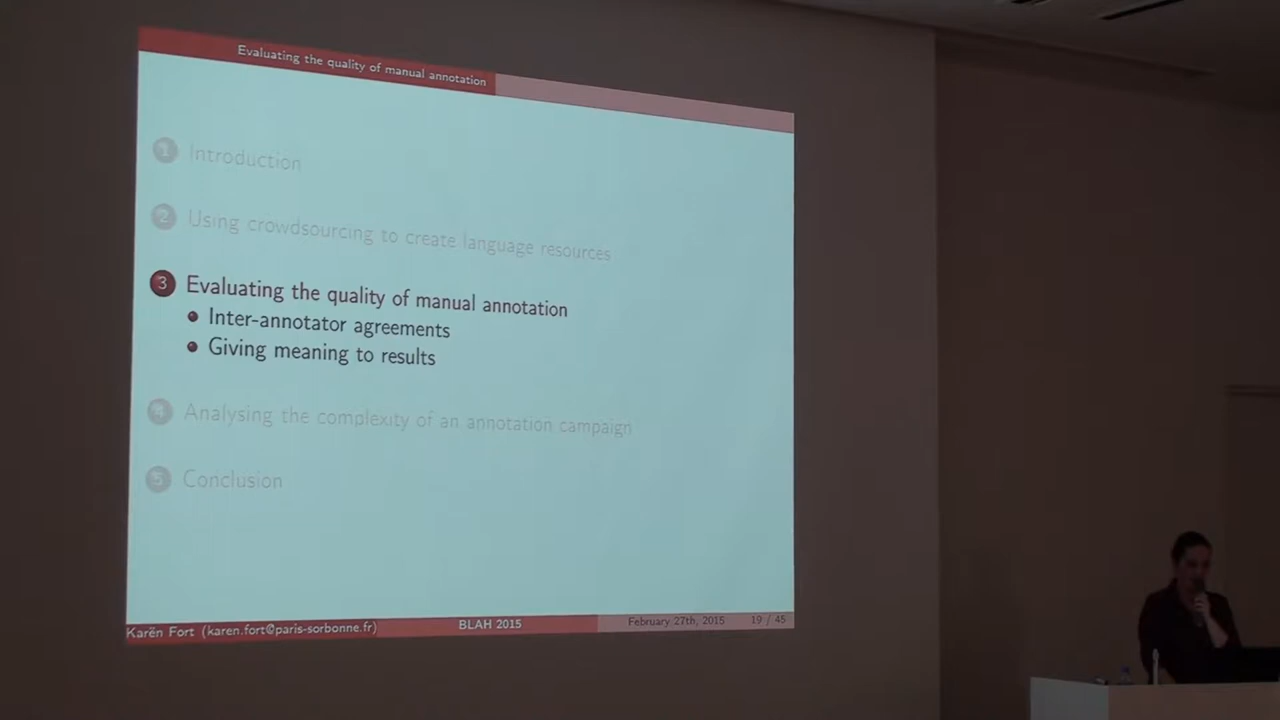 Evaluating the quality of manual annotation
1 Introduction
2 Using crowdsourcing to create language resources
3 Evaluating the quality of manual annotation
Inter-annotator agreements
Giving meaning to results
4 Analysing the complexity of an annotation campaign
5 Conclusion
Karën Fort (karen.fort@paris-sorbonne.fr) BLAH 2015 February 27th, 2015 19 / 45